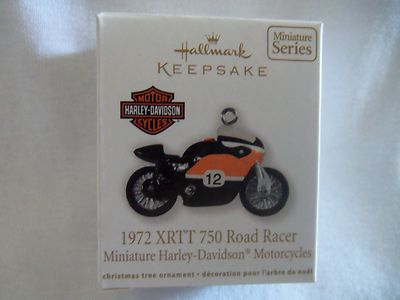 Hallmark
KEEPSAKE
Miniature
Series
MOTOR
HARLEY-DAVIDSON
CYCLES
12
1972 XRTT 750 Road Racer
Miniature Harley-Davidson® Motorcycles
christmas tree ornament • décoration pour l'arbre de noël